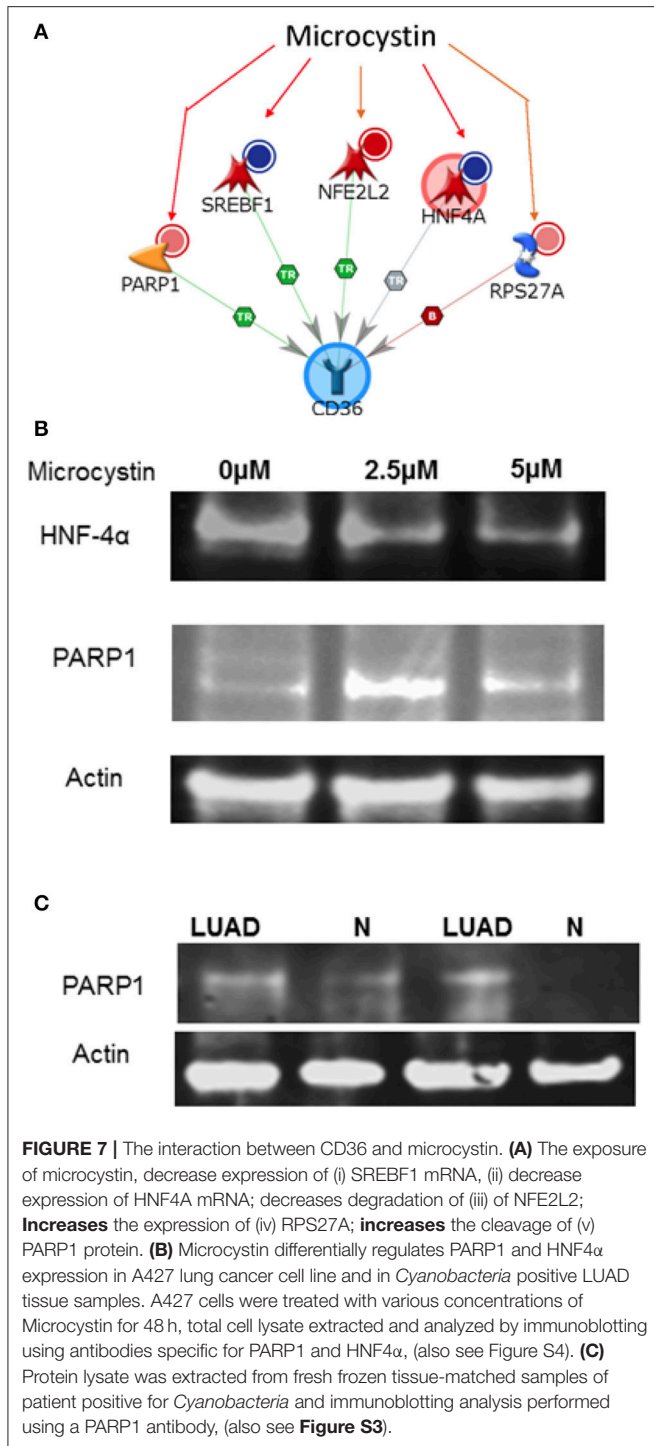 A
Microcystin
SREBF1
NFE2L2
HNF4A
PARP1
RPS27A
TR
TR
TR
TR
B
CD36
B
Microcystin 0µM 2.5µM 5µM
HNF-4α
PARP1
Actin
C
LUAD N LUAD N
PARP1
Actin
FIGURE 7 | The interaction between CD36 and microcystin. (A) The exposure
of microcystin, decrease expression of (i) SREBF1 mRNA, (ii) decrease
expression of HNF4A mRNA; decreases degradation of (iii) of NFE2L2;
Increases the expression of (iv) RPS27A; increases the cleavage of (v)
PARP1 protein. (B) Microcystin differentially regulates PARP1 and HNF4α
expression in A427 lung cancer cell line and in Cyanobacteria positive LUAD
tissue samples. A427 cells were treated with various concentrations of
Microcystin for 48 h, total cell lysate extracted and analyzed by immunoblotting
using antibodies specific for PARP1 and HNF4α, (also see Figure S4). (C)
Protein lysate was extracted from fresh frozen tissue-matched samples of
patient positive for Cyanobacteria and immunoblotting analysis performed
using a PARP1 antibody, (also see Figure S3).